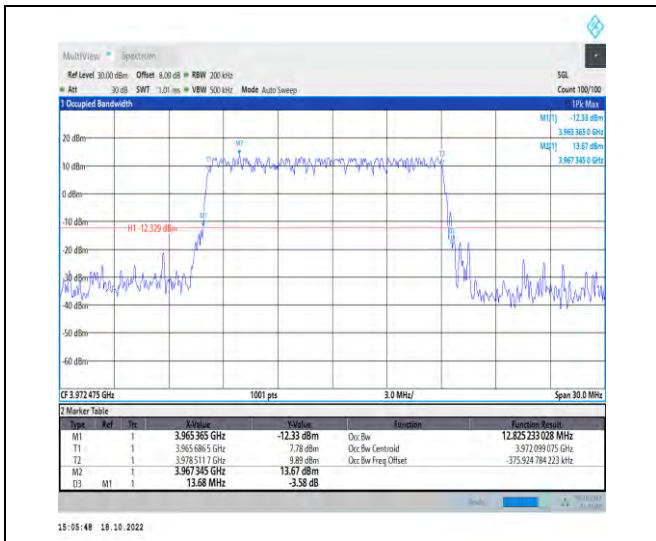 MultiView Spectrum
Ref Level 30.00 dBm Offset 8.00 dB RBW 200 kHz SGL
Att 30 dB SWT 1.01 ms VBW 500 kHz Mode Auto Sweep Count 100/100
1 Occupied Bandwidth 1Pk Max
M1[1] -12.33 dBm
3.965 365 0 GHz
M2[1] 13.67 dBm
3.967 345 0 GHz
20 dBm
M2
T1 T2
10 dBm
0 dBm
-10 dBm
M1
H1 -12.329 dBm
-20 dBm
-30 dBm
-40 dBm
-50 dBm
-60 dBm
CF 3.972 475 GHz 1001 pts 3.0 MHz/ Span 30.0 MHz
2 Marker Table
Type Ref Trc X-Value Y-Value Function Function Result
M1 1 3.965 365 GHz -12.33 dBm Occ Bw 12.825 233 028 MHz
T1 1 3.965 686 5 GHz 7.78 dBm Occ Bw Centroid 3.972 099 075 GHz
T2 1 3.978 511 7 GHz 9.89 dBm Occ Bw Freq Offset -375.924 784 223 kHz
M2 1 3.967 345 GHz 13.67 dBm
D3 M1 1 13.68 MHz -3.58 dB
15:05:48 18.10.2022